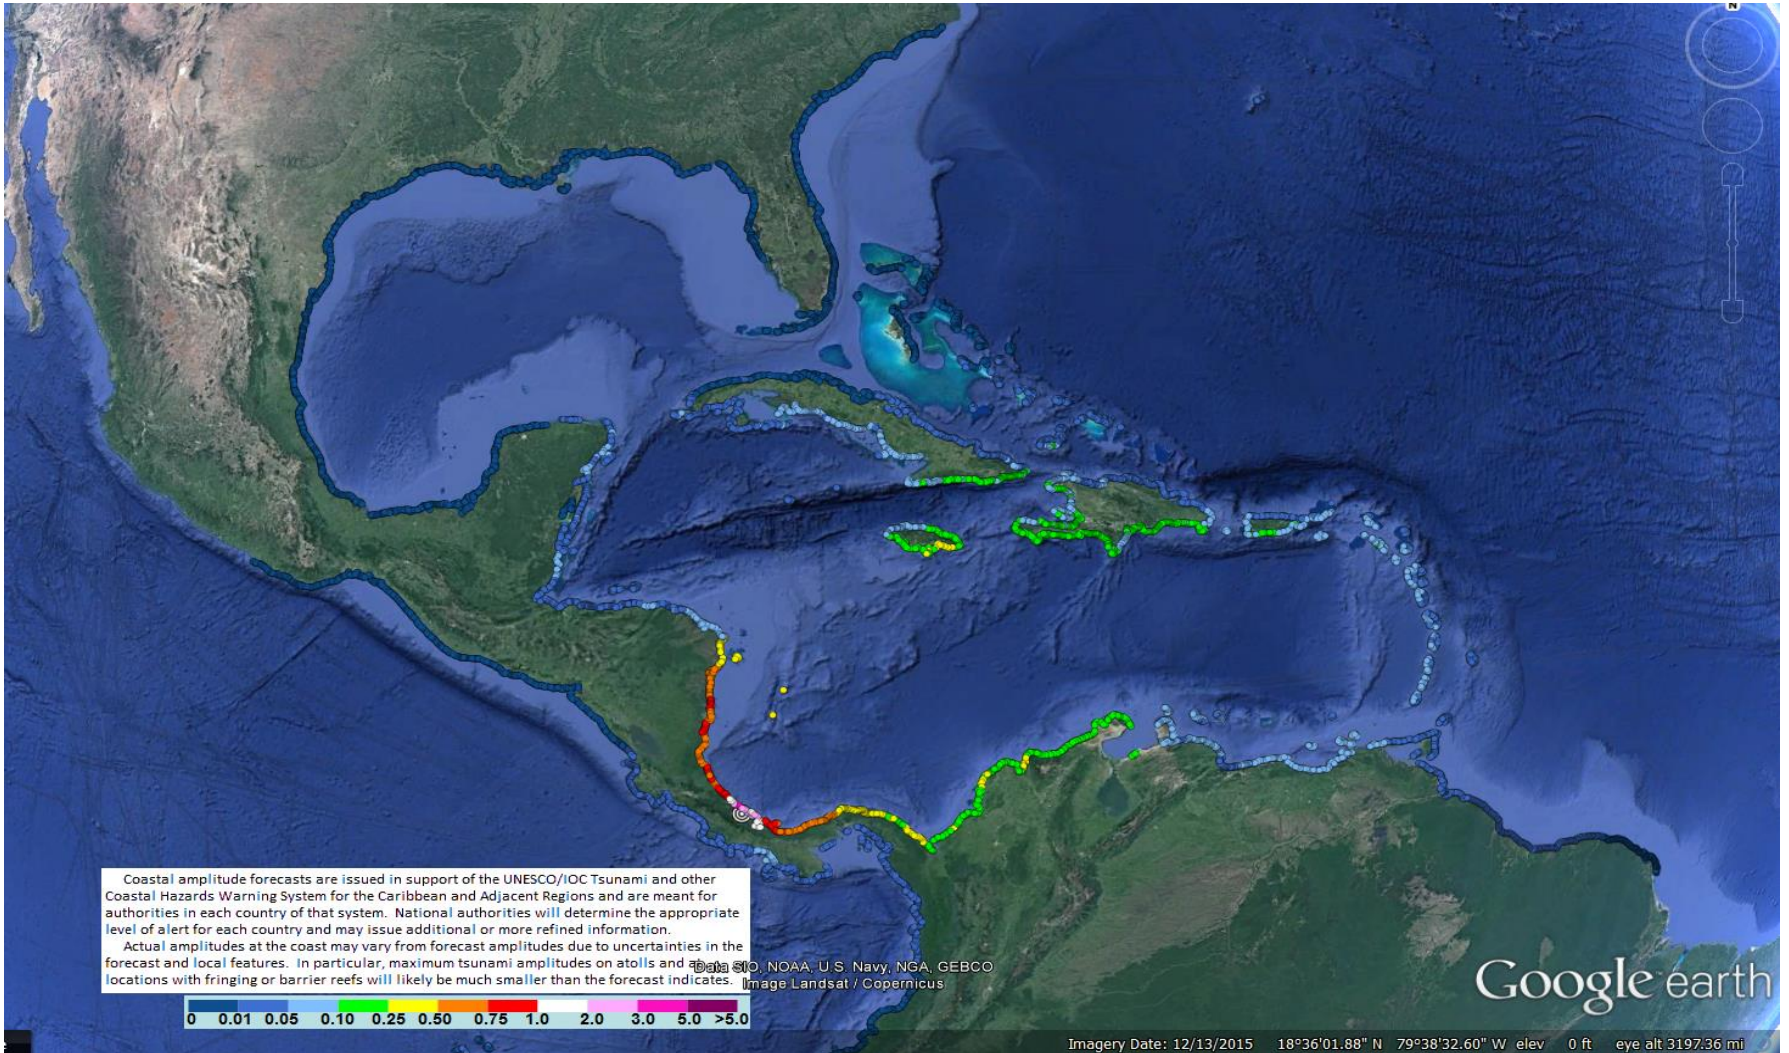 N
Coastal amplitude forecasts are issued in support of the UNESCO/IOC Tsunami and other
Coastal Hazards Warning System for the Caribbean and Adjacent Regions and are meant for
authorities in each country of that system. National authorities will determine the appropriate
level of alert for each country and may issue additional or more refined information.
Actual amplitudes at the coast may vary from forecast amplitudes due to uncertainties in the
forecast and local features. In particular, maximum tsunami amplitudes on atolls and at
locations with fringing or barrier reefs will likely be much smaller than the forecast indicates.
Data SIO, NOAA, U.S. Navy, NGA, GEBCO
Image Landsat / Copernicus
Google earth
0 0.01 0.05 0.10 0.25 0.50 0.75 1.0 2.0 3.0 5.0 >5.0
Imagery Date: 12/13/2015 18°36'01.88" N 79°38'32.60" W elev 0 ft eye alt 3197.36 mi